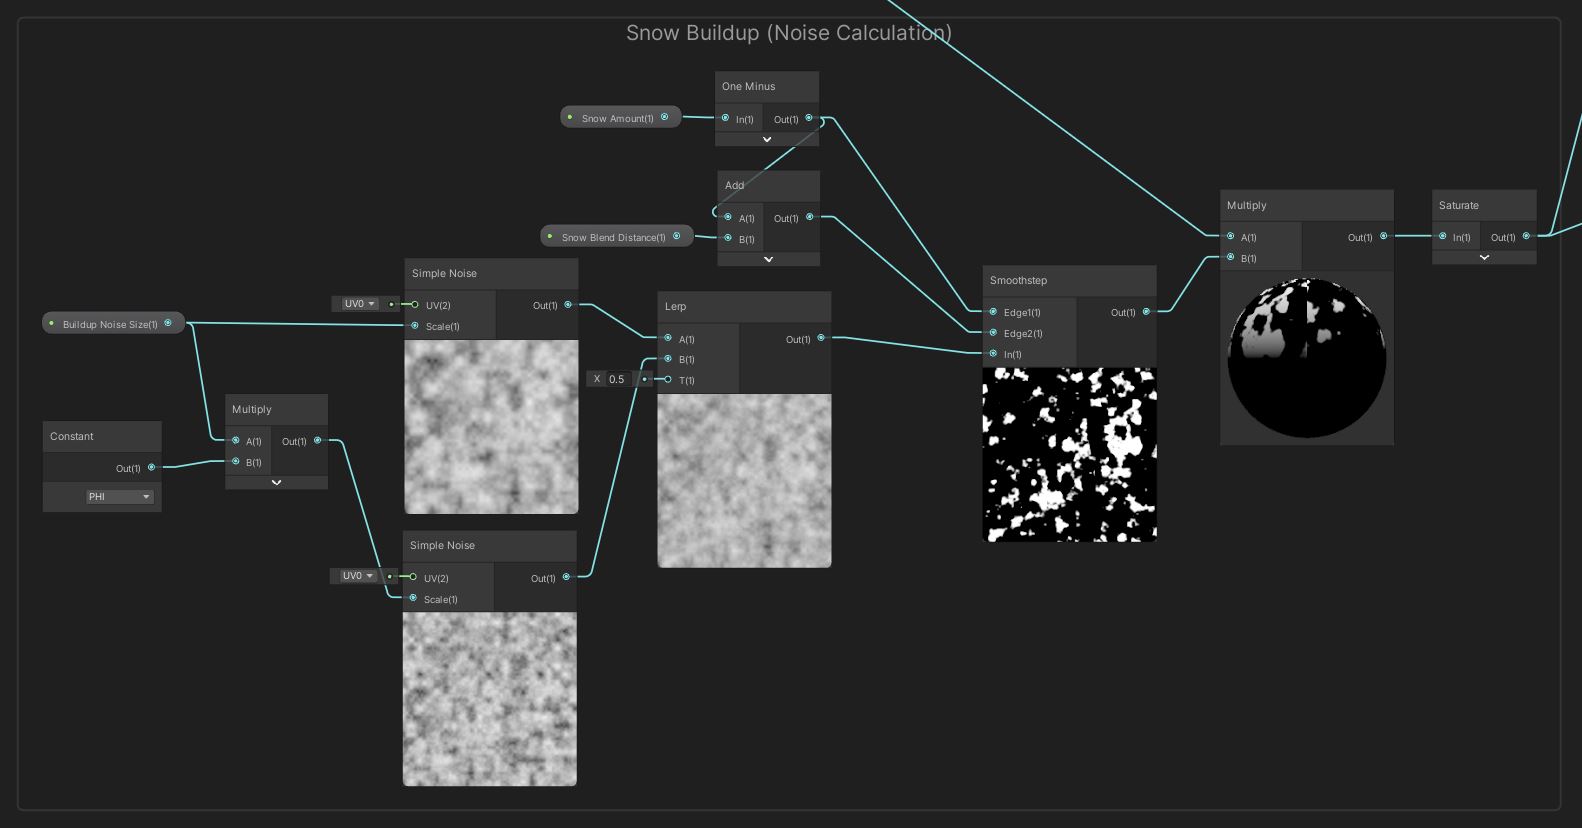 Snow Buildup (Noise Calculation)
One Minus
Snow Amount(1)
In(1)
Out(1)
Add
A(1)
Out(1)
Snow Blend Distance(1)
B(1)
Multiply
A(1)
Out(1)
B(1)
Saturate
In(1)
Out(1)
Simple Noise
UV0
UV(2)
Out(1)
Buildup Noise Size(1)
Scale(1)
Lerp
A(1)
Out(1)
B(1)
X 0.5
T(1)
Smoothstep
Edge1(1)
Out(1)
Edge2(1)
In(1)
Multiply
A(1)
Out(1)
B(1)
Constant
Out(1)
PHI
Simple Noise
UV0
UV(2)
Out(1)
Scale(1)